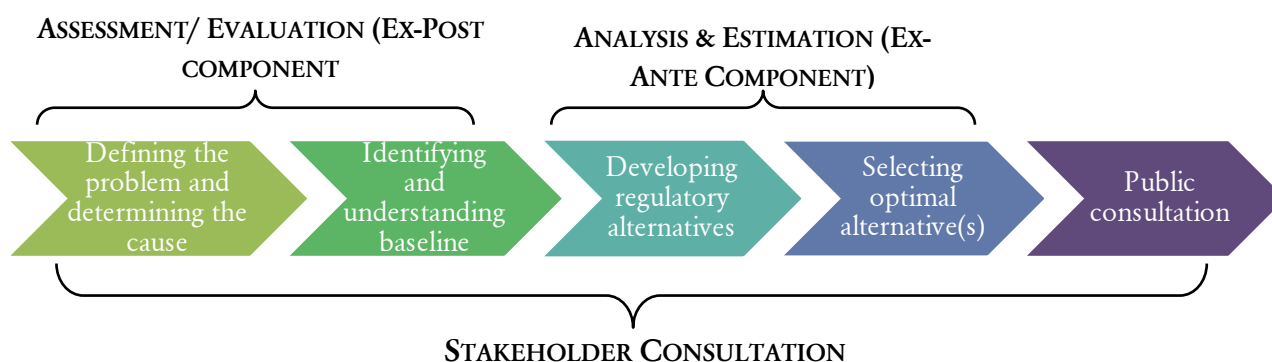 ASSESSMENT/ EVALUATION (EX-POST
COMPONENT
ANALYSIS & ESTIMATION (EX-
ANTE COMPONENT)
Defining the
problem and
determining the
cause
Identifying
and
understanding
baseline
Developing
regulatory
alternatives
Selecting
optimal
alternative(s)
Public
consultation
STAKEHOLDER CONSULTATION